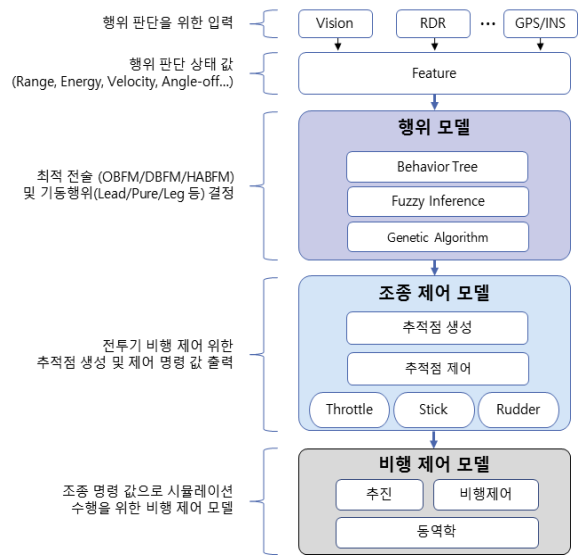 행위 판단을 위한 입력
Vision
RDR
...
GPS/INS
행위 판단 상태 값
(Range, Energy, Velocity, Angle-off...)
Feature
최적 전술 (OBFM/DBFM/HABFM)
및 기동행위(Lead/Pure/Leg 등) 결정
행위 모델
Behavior Tree
Fuzzy Inference
Genetic Algorithm
전투기 비행 제어 위한
추적점 생성 및 제어 명령 값 출력
조종 제어 모델
추적점 생성
추적점 제어
Throttle
Stick
Rudder
조종 명령 값으로 시뮬레이션
수행을 위한 비행 제어 모델
비행 제어 모델
추진
비행제어
동역학